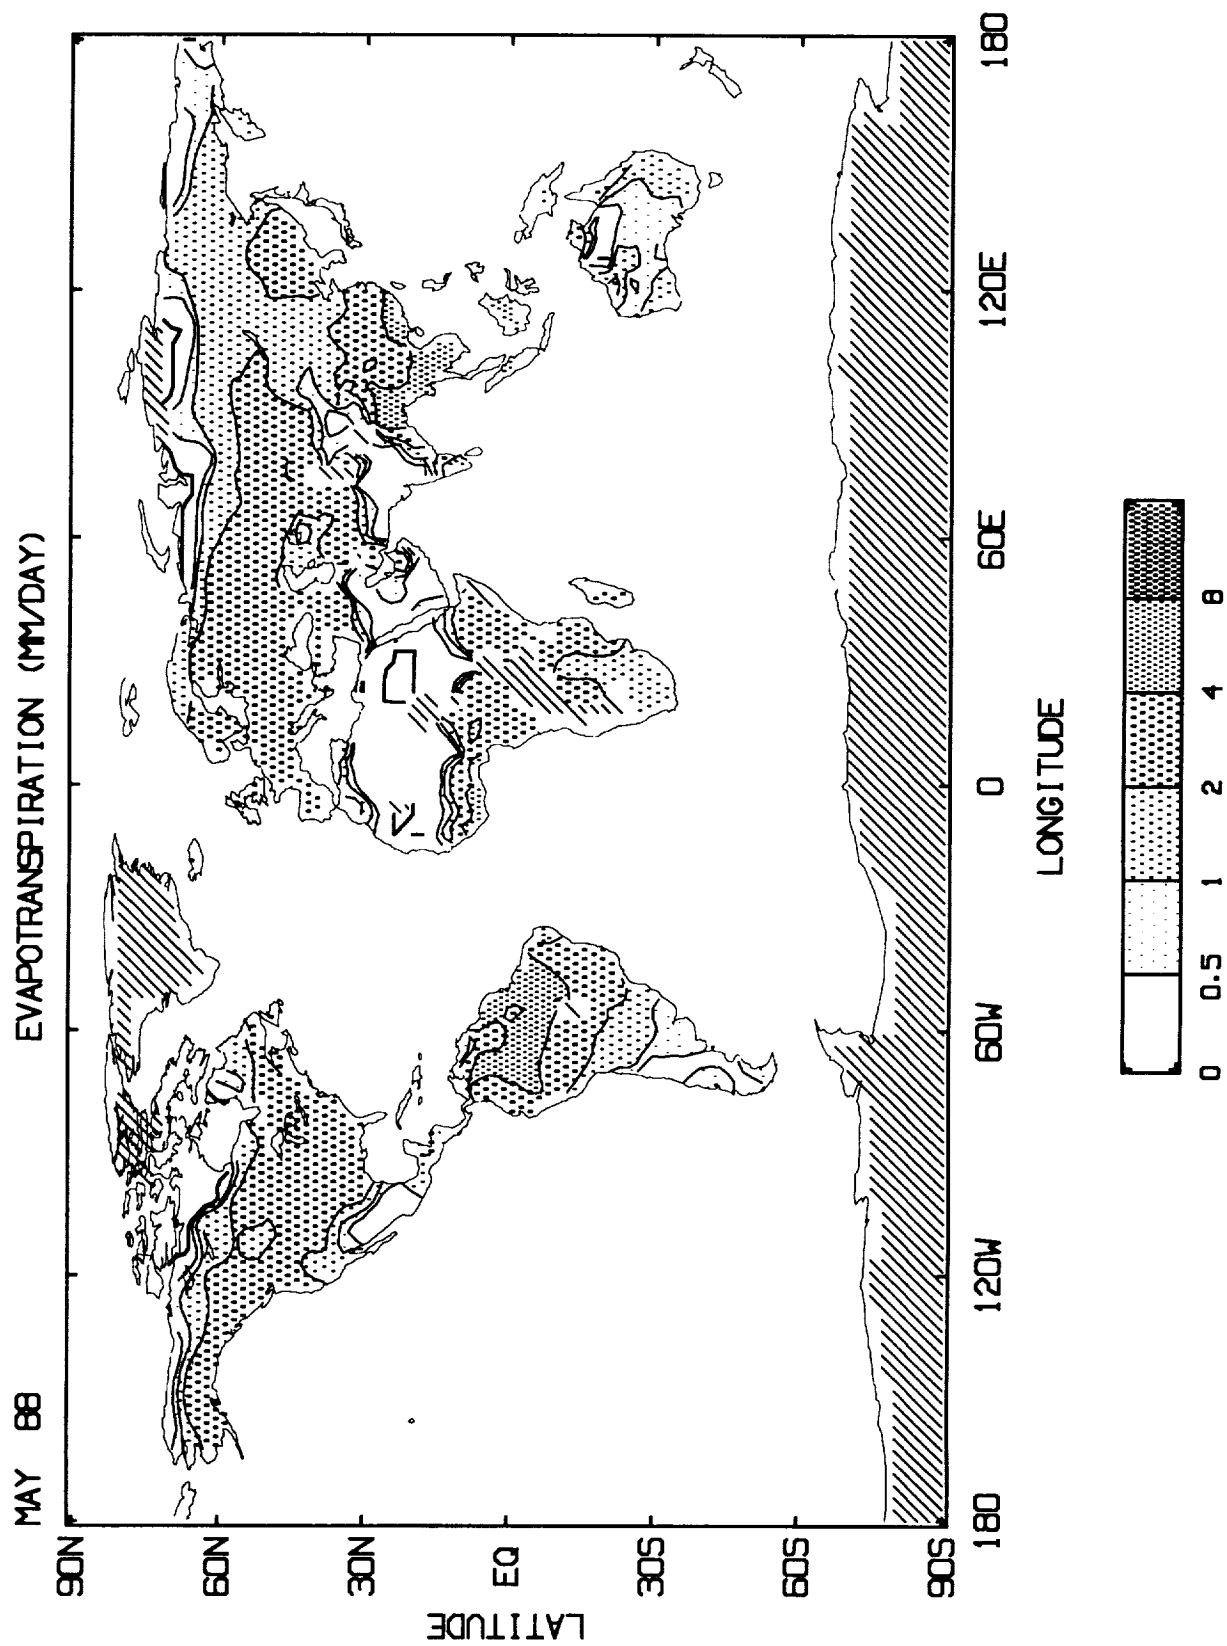 MAY 88
EVAPOTRANSPIRATION (MM/DAY)
LATITUDE
90N
60N
30N
EQ
30S
60S
90S
180
120W
60W
0
60E
120E
180
LONGITUDE
0
0.5
1
2
4
8